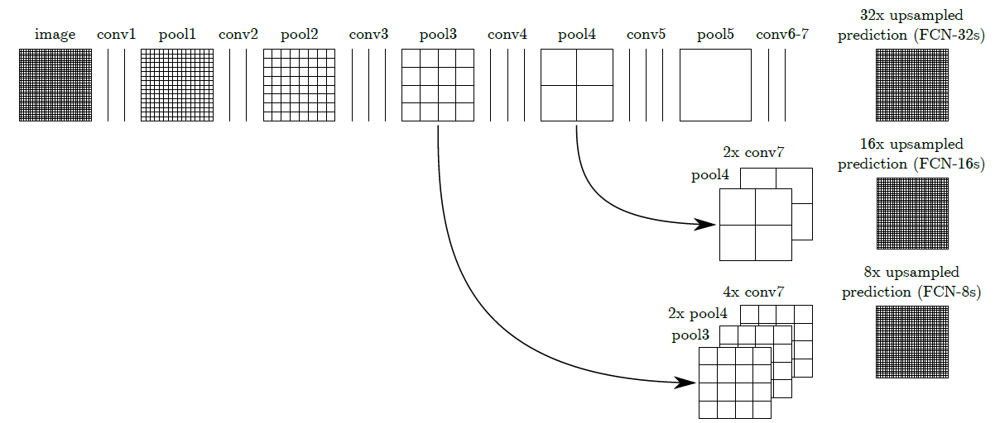 image
conv1
pool1
conv2
pool2
conv3
pool3
conv4
pool4
conv5
pool5
conv6-7
32x upsampled
prediction (FCN-32s)
16x upsampled
prediction (FCN-16s)
2x conv7
pool4
8x upsampled
prediction (FCN-8s)
4x conv7
2x pool4
pool3